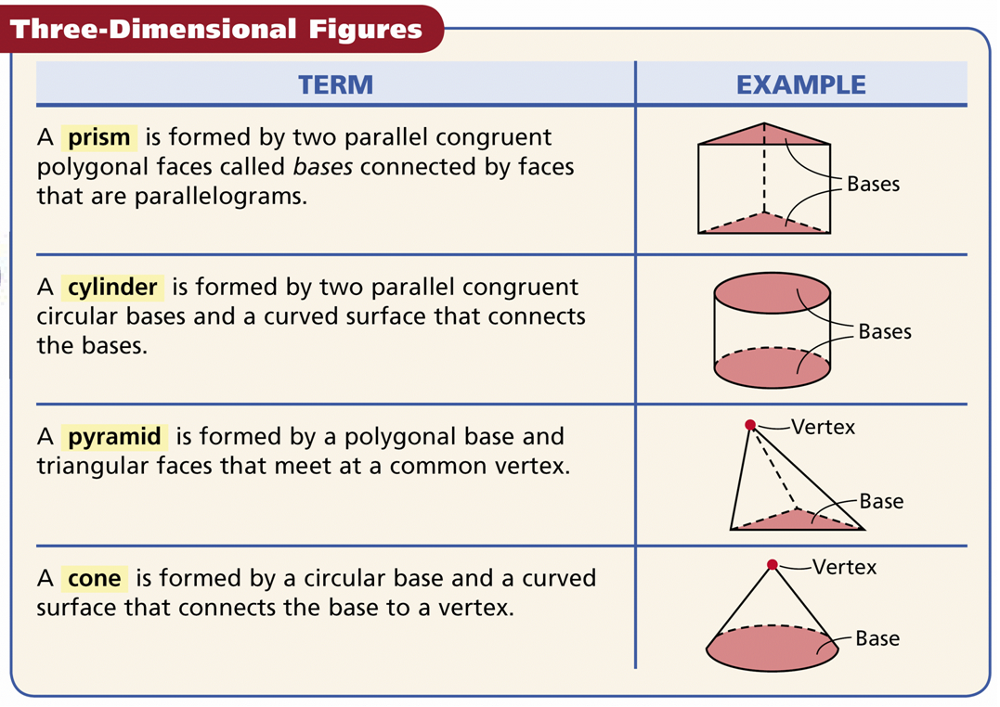 Three-Dimensional Figures
TERM
EXAMPLE
A prism is formed by two parallel congruent
polygonal faces called bases connected by faces
that are parallelograms.
Bases
A cylinder is formed by two parallel congruent
circular bases and a curved surface that connects
the bases.
Bases
A pyramid is formed by a polygonal base and
triangular faces that meet at a common vertex.
Vertex
Base
A cone is formed by a circular base and a curved
surface that connects the base to a vertex.
Vertex
Base